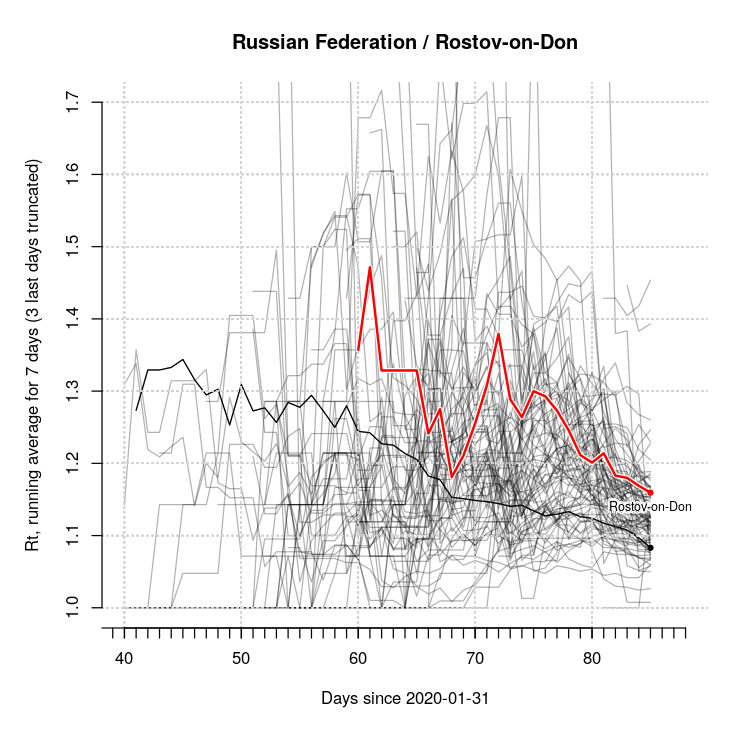 Russian Federation / Rostov-on-Don
Rt, running average for 7 days (3 last days truncated)
1.7
1.6
1.5
1.4
1.3
1.2
1.1
1.0
Rostov-on-Don
40 50 60 70 80
Days since 2020-01-31